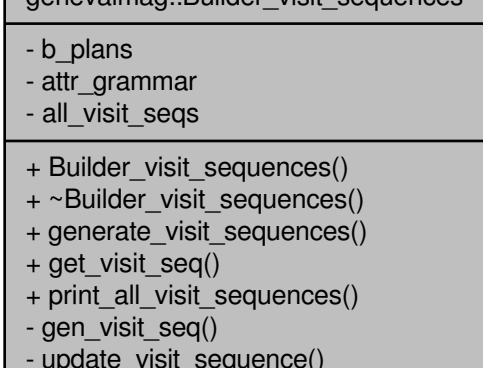 genevalmag::Builder_visit_sequences
- b_plans
- attr_grammar
- all_visit_seqs
+ Builder_visit_sequences()
+ ~Builder_visit_sequences()
+ generate_visit_sequences()
+ get_visit_seq()
+ print_all_visit_sequences()
- gen_visit_seq()
- update_visit_sequence()